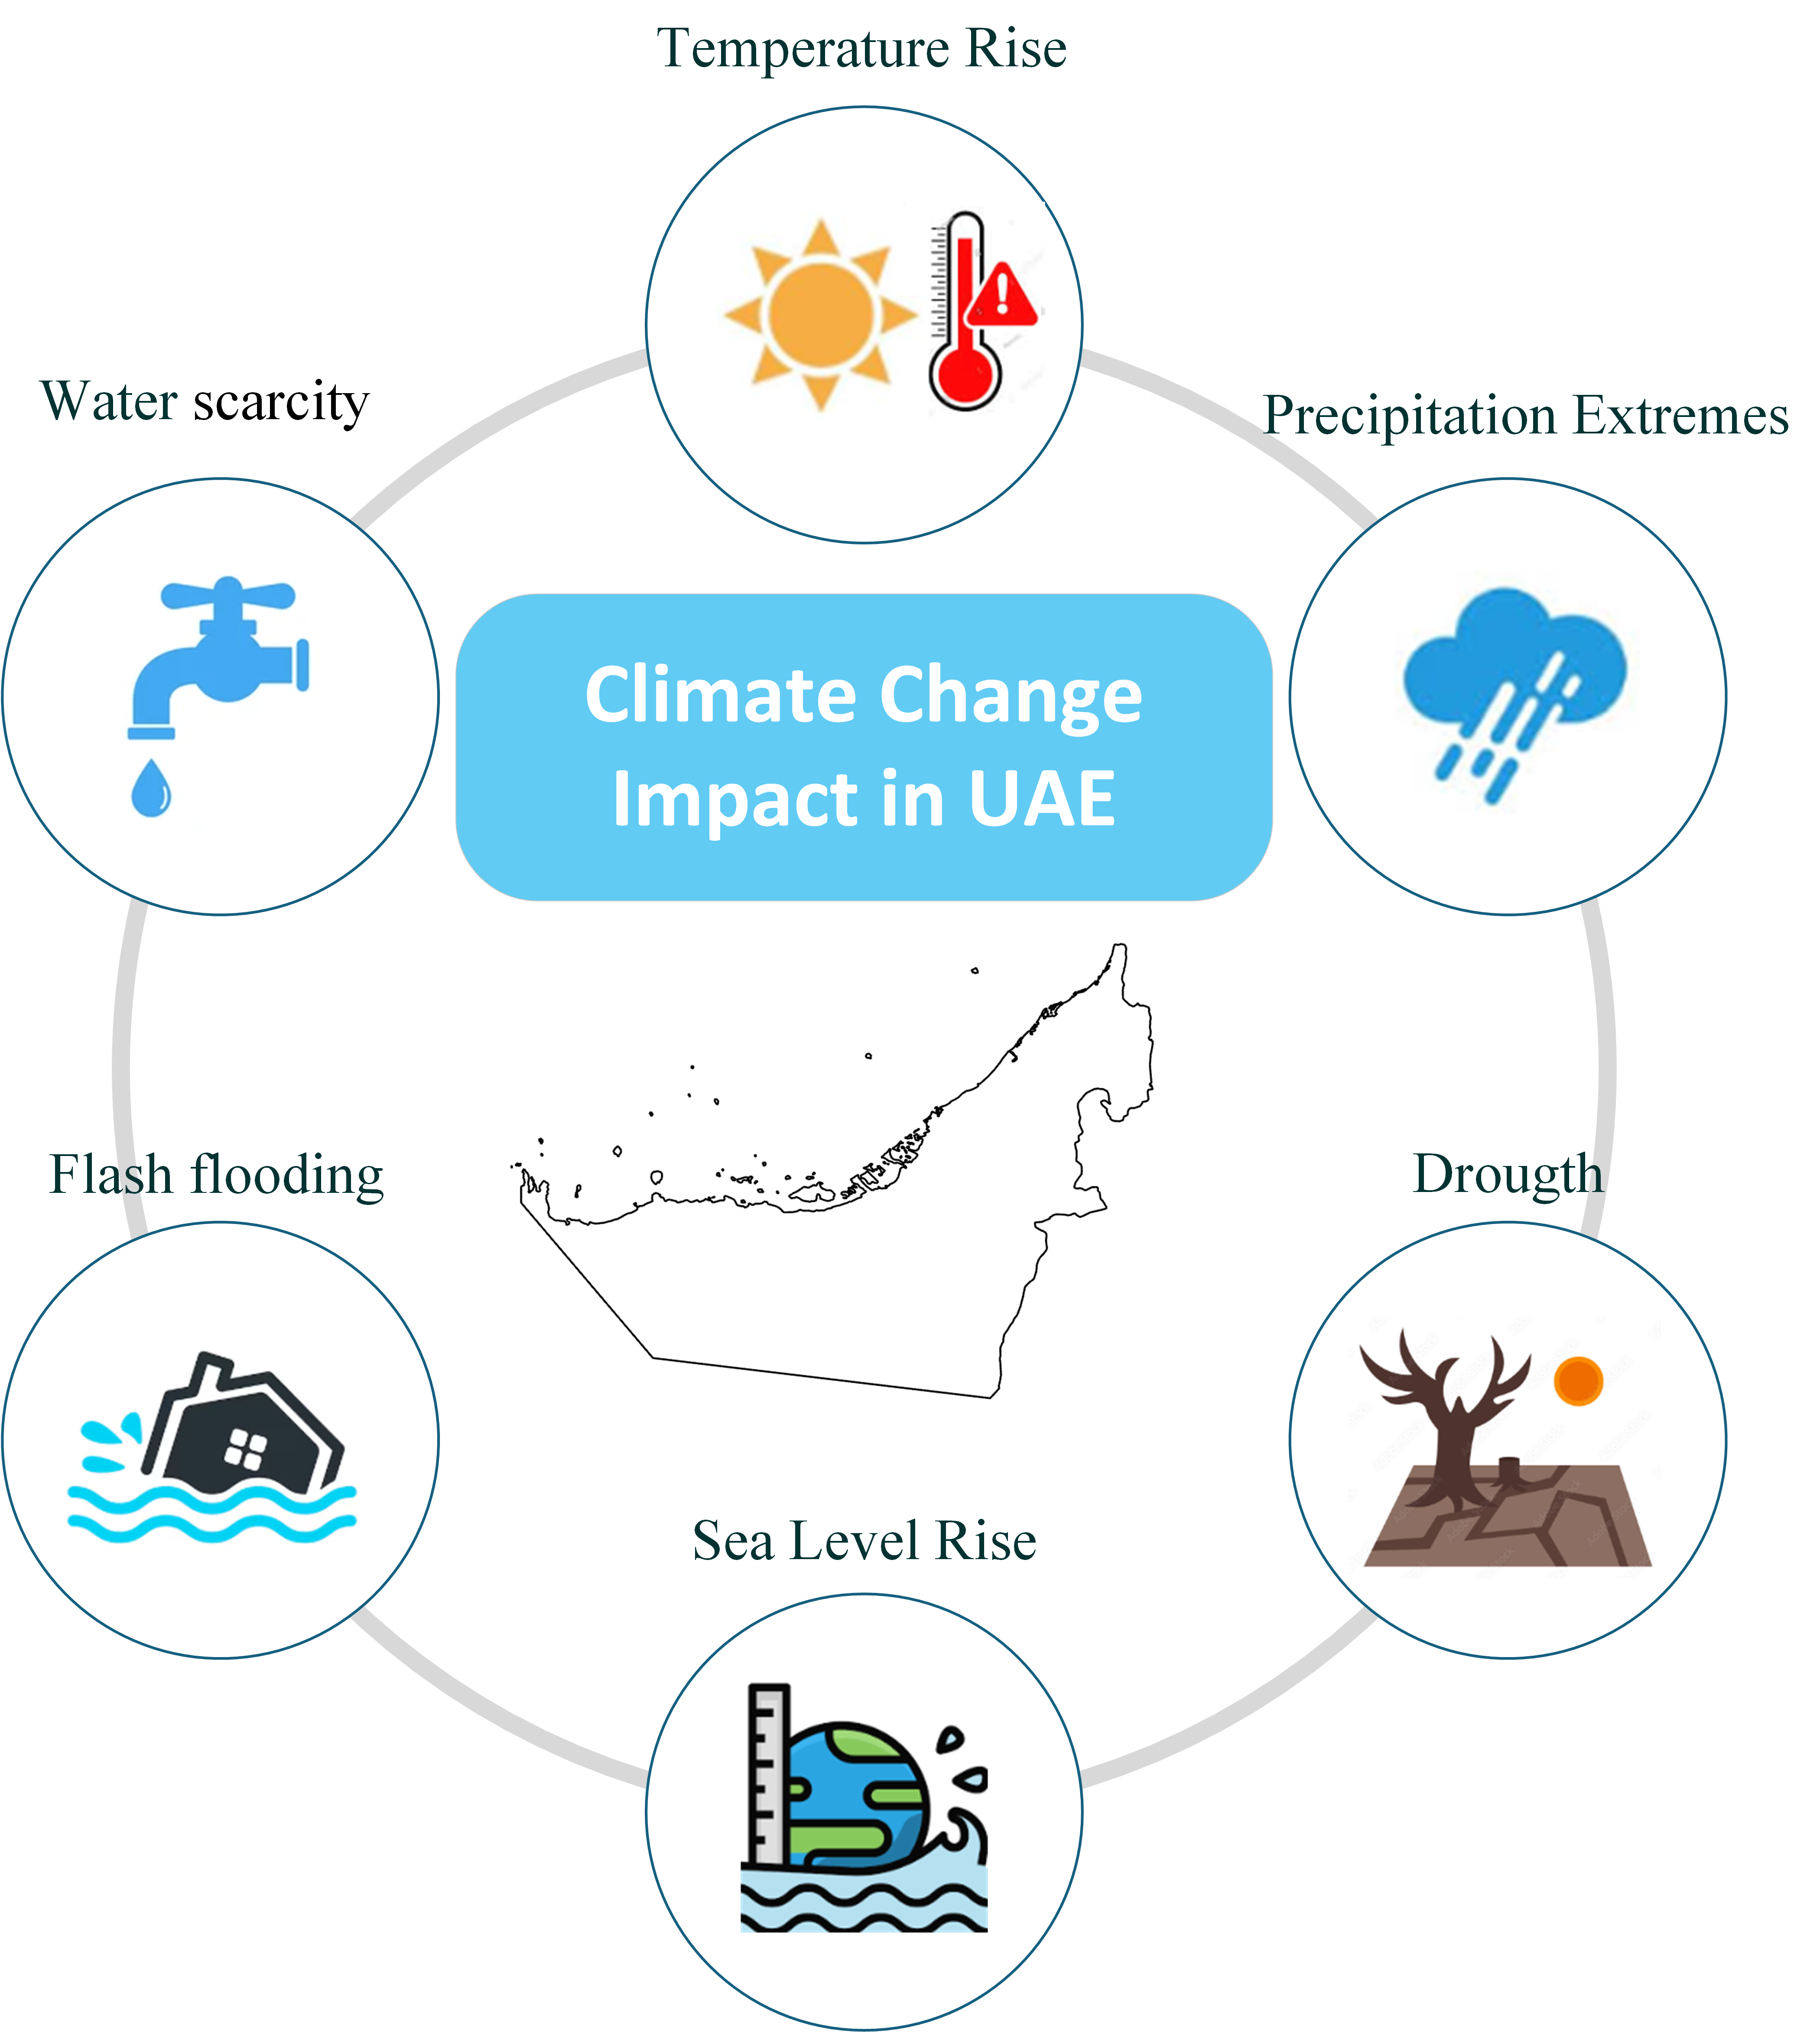 Temperature Rise
Water scarcity
Precipitation Extremes
Climate Change
Impact in UAE
Flash flooding
Drougth
Sea Level Rise